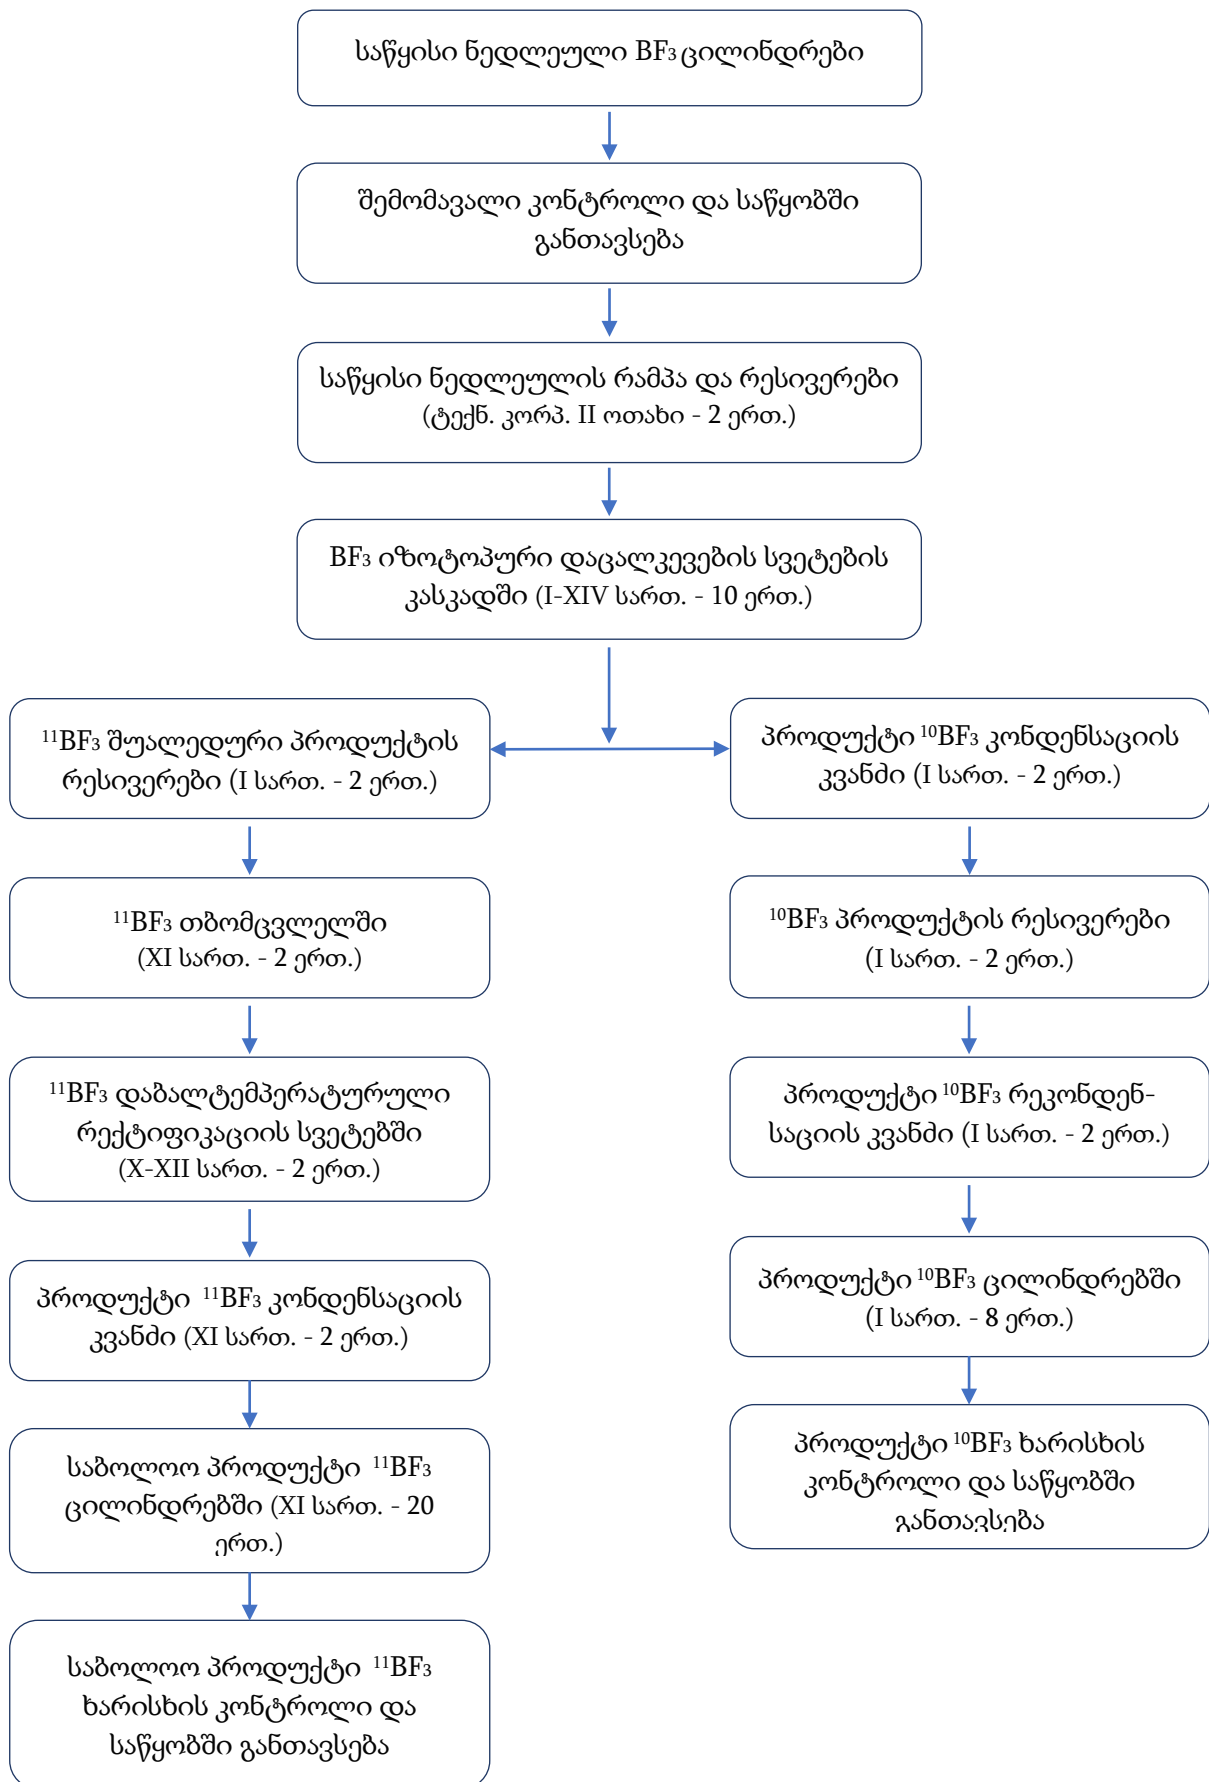 საწყისი ნედლეული BF₃ ცილინდრები
შემომავალი კონტროლი და საწყობში
განთავსება
საწყისი ნედლეულის რამპა და რესივერები
(ტექნ. კორპ. II ოთახი - 2 ერთ.)
BF₃ იზოტოპური დაცალკევების სვეტების
კასკადში (I-XIV სართ. - 10 ერთ.)
¹¹BF₃ შუალედური პროდუქტის
რესივერები (I სართ. - 2 ერთ.)
¹¹BF₃ თბომცვლელში
(XI სართ. - 2 ერთ.)
¹¹BF₃ დაბალტემპერატურული
რექტიფიკაციის სვეტებში
(X-XII სართ. - 2 ერთ.)
პროდუქტი ¹¹BF₃ კონდენსაციის
კვანძი (XI სართ. - 2 ერთ.)
საბოლოო პროდუქტი ¹¹BF₃
ცილინდრებში (XI სართ. - 20
ერთ.)
საბოლოო პროდუქტი ¹¹BF₃
ხარისხის კონტროლი და
საწყობში განთავსება
პროდუქტი ¹⁰BF₃ კონდენსაციის
კვანძი (I სართ. - 2 ერთ.)
¹⁰BF₃ პროდუქტის რესივერები
(I სართ. - 2 ერთ.)
პროდუქტი ¹⁰BF₃ რეკონდენ-
საციის კვანძი (I სართ. - 2 ერთ.)
პროდუქტი ¹⁰BF₃ ცილინდრებში
(I სართ. - 8 ერთ.)
პროდუქტი ¹⁰BF₃ ხარისხის
კონტროლი და საწყობში
განთავსება